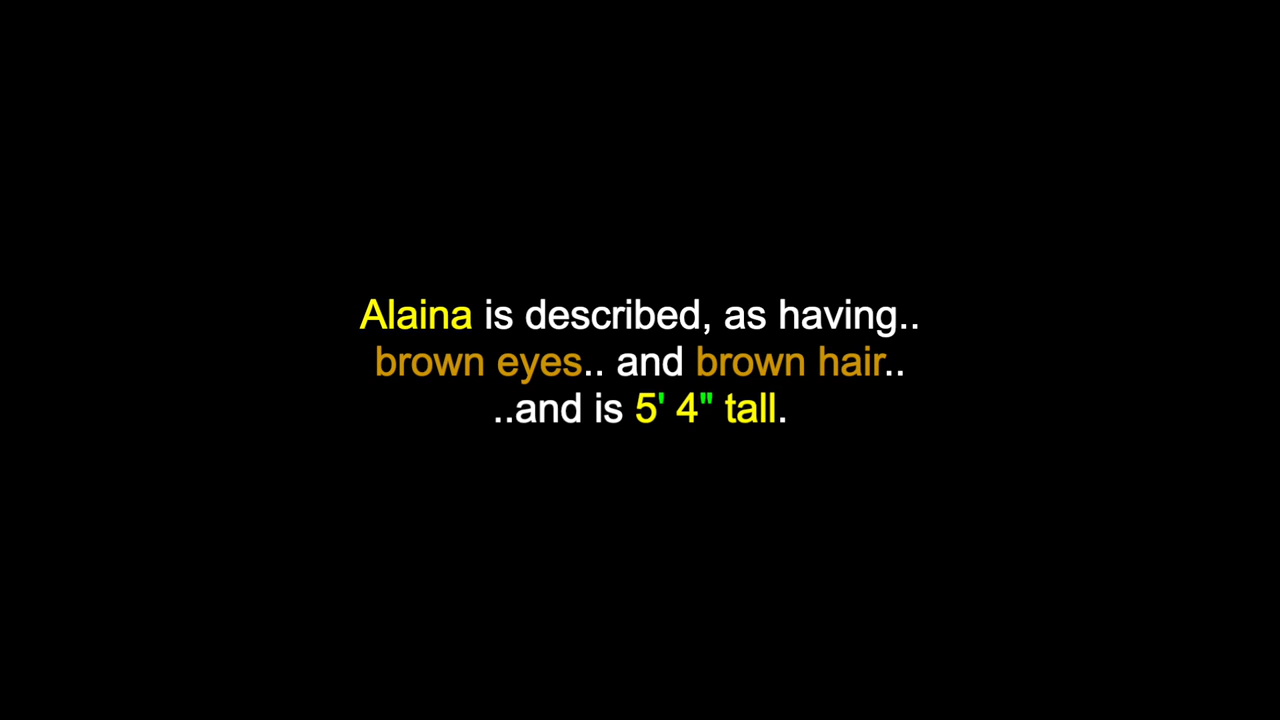 Alaina is described, as having..
brown eyes.. and brown hair..
..and is 5' 4" tall.